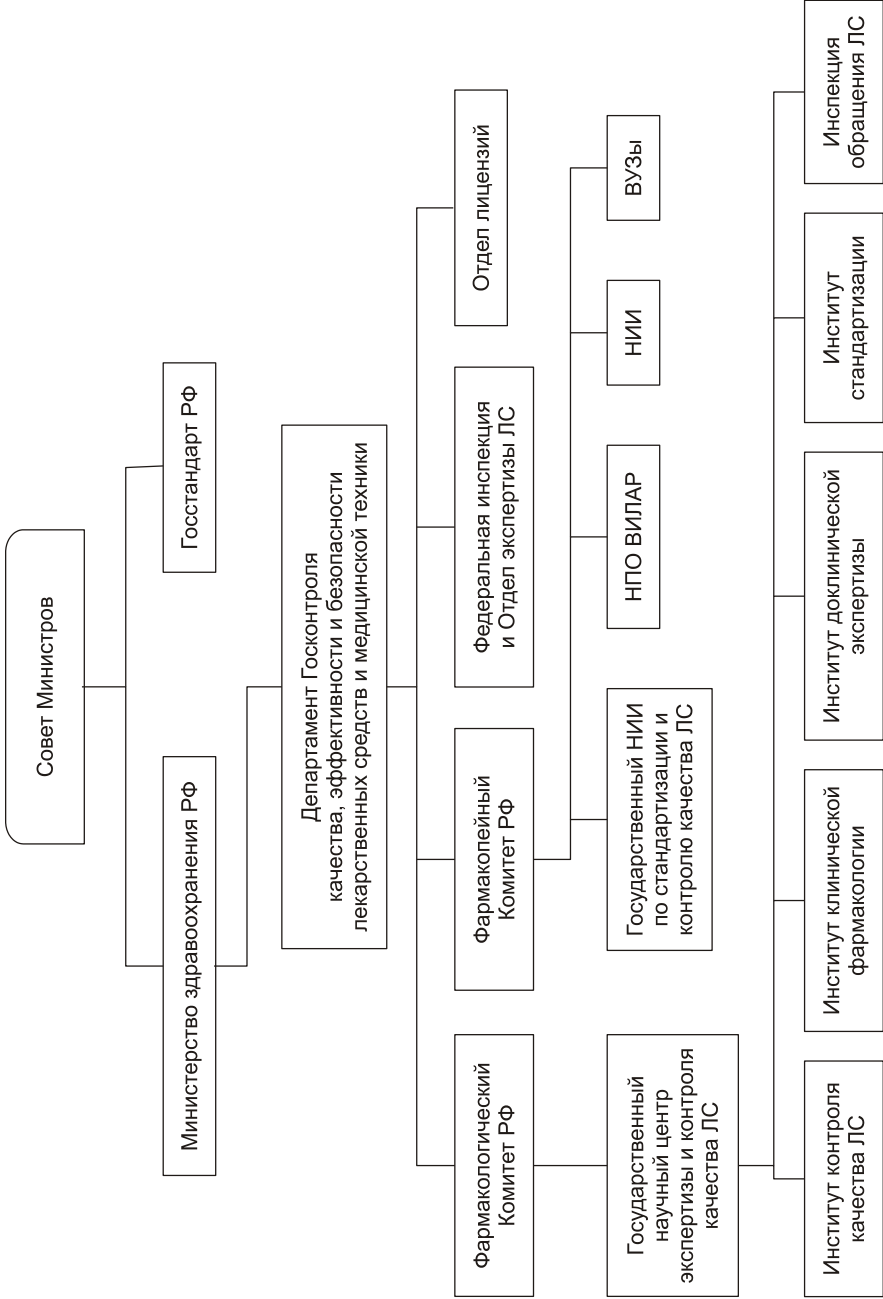 Совет Министров
Министерство здравоохранения РФ
Госстандарт РФ
Департамент Госконтроля
качества, эффективности и безопасности
лекарственных средств и медицинской техники
Фармакологический
Комитет РФ
Фармакопейный
Комитет РФ
Федеральная инспекция
и Отдел экспертизы ЛС
Отдел лицензий
Государственный
научный центр
экспертизы и контроля
качества ЛС
Государственный НИИ
по стандартизации и
контролю качества ЛС
НПО ВИЛАР
НИИ
ВУЗы
Институт контроля
качества ЛС
Институт клинической
фармакологии
Институт доклинической
экспертизы
Институт
стандартизации
Инспекция
обращения ЛС